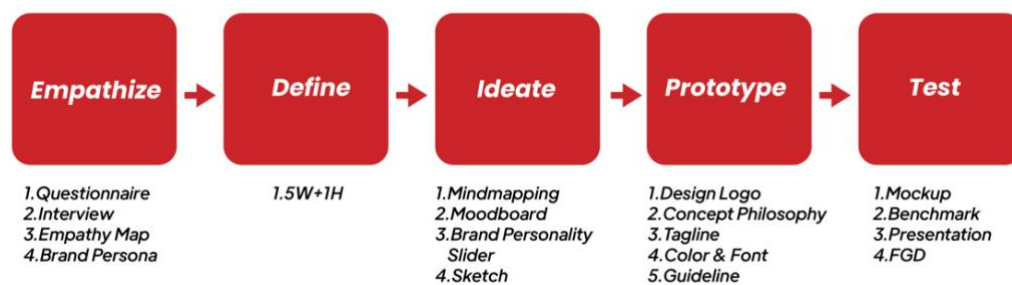 Empathize
Define
Ideate
Prototype
Test
1.Questionnaire
2.Interview
3.Empathy Map
4.Brand Persona
1.5W+1H
1.Mindmapping
2.Moodboard
3.Brand Personality
Slider
4.Sketch
1.Design Logo
2.Concept Philosophy
3.Tagline
4.Color & Font
5.Guideline
1.Mockup
2.Benchmark
3.Presentation
4.FGD